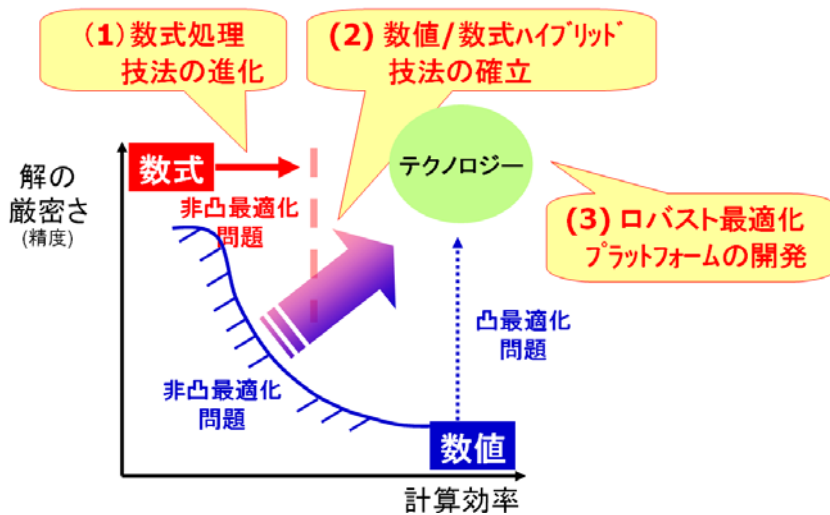 (1)数式処理
技法の進化
(2) 数値/数式ハイブリッド
技法の確立
解の
厳密さ
(精度)
数式
非凸最適化
問題
テクノロジー
(3) ロバスト最適化
プラットフォームの開発
凸最適化
問題
非凸最適化
問題
数値
計算効率